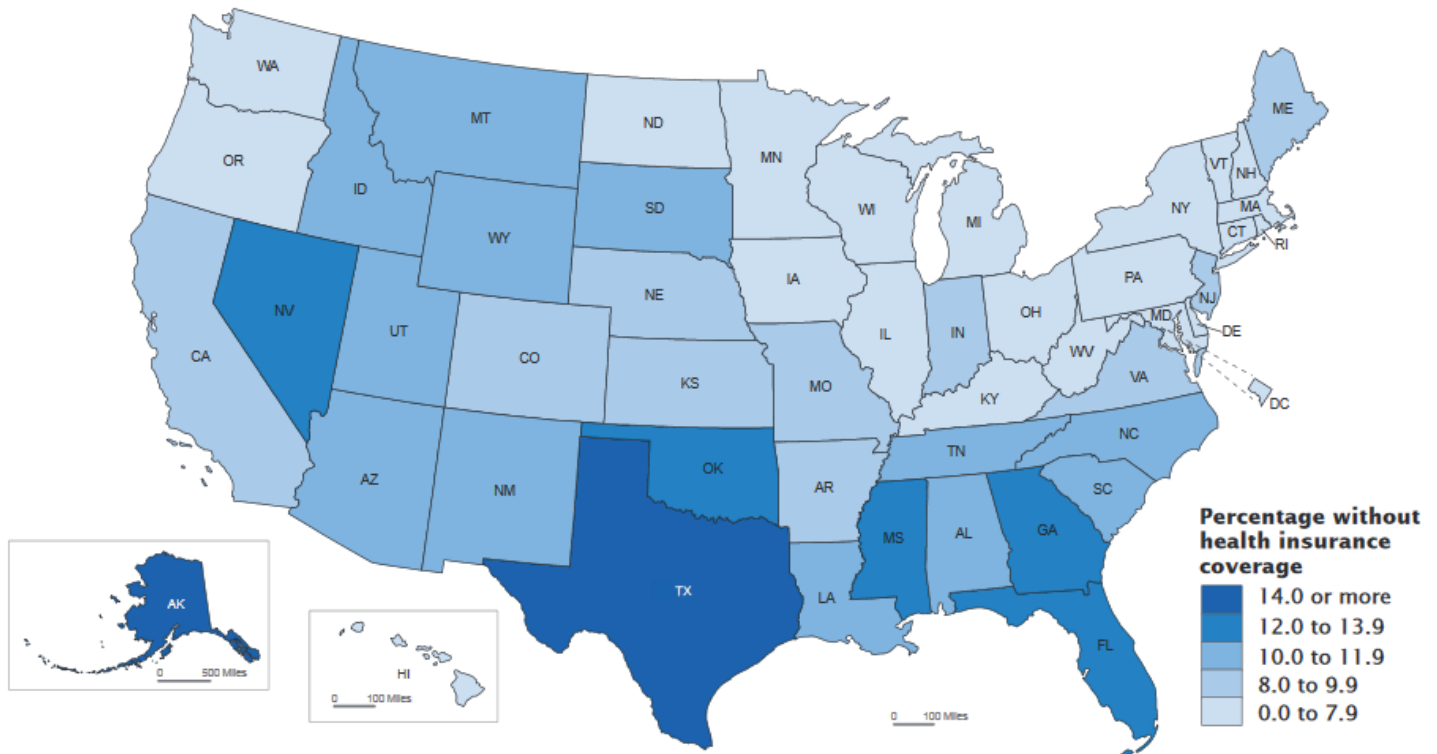 WA
MT
ND
MN
ME
OR
ID
SD
WI
MI
VT
NH
NY
MA
CT
RI
WY
IA
PA
NJ
NV
UT
NE
IL
IN
OH
MD
DE
CA
CO
KS
MO
WV
VA
KY
DC
AZ
NM
OK
AR
TN
NC
SC
TX
LA
MS
AL
GA
FL
AK
0 500 Miles
HI
0 100 Miles
0 100 Miles
Percentage without
health insurance
coverage
14.0 or more
12.0 to 13.9
10.0 to 11.9
8.0 to 9.9
0.0 to 7.9